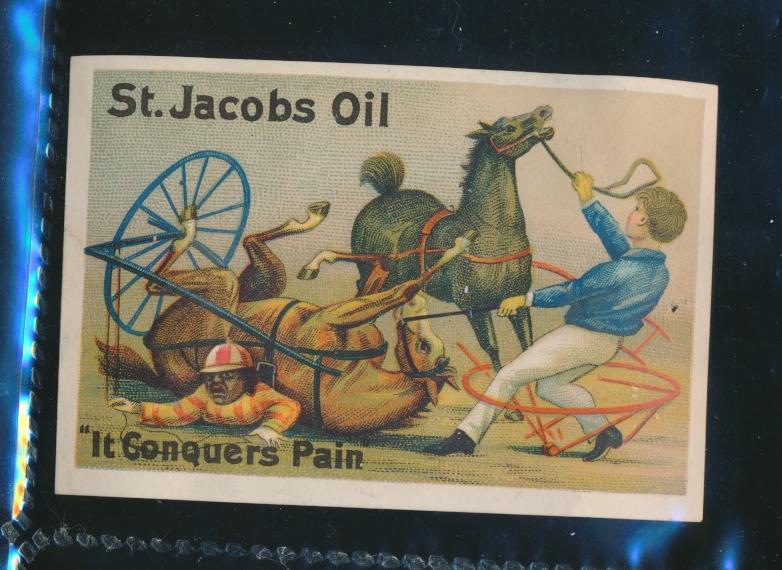 St. Jacobs Oil
"It Conquers Pain"